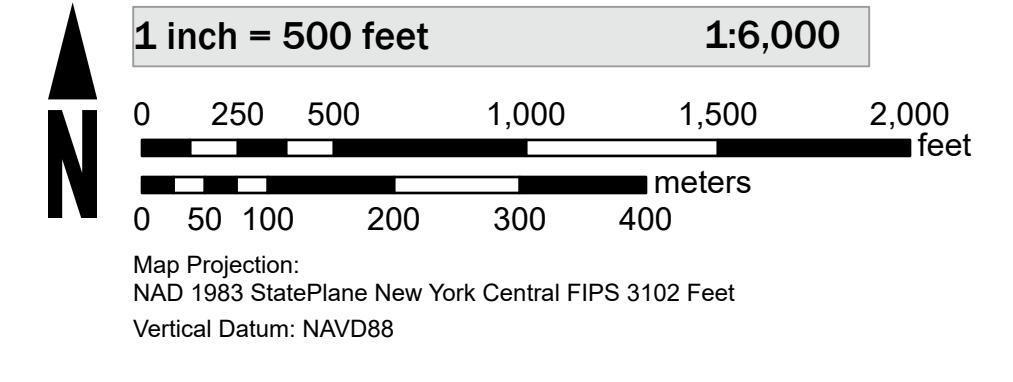 1 inch = 500 feet 1:6,000
0 250 500 1,000 1,500 2,000
feet
meters
0 50 100 200 300 400
N
Map Projection:
NAD 1983 StatePlane New York Central FIPS 3102 Feet
Vertical Datum: NAVD88